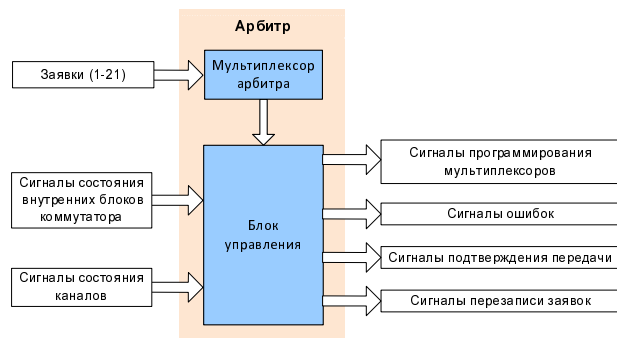 Арбитр
Заявки (1-21)
Мультиплексор
арбитра
Сигналы состояния
внутренних блоков
коммутатора
Сигналы состояния
каналов
Блок
управления
Сигналы программирования
мультиплексоров
Сигналы ошибок
Сигналы подтверждения передачи
Сигналы перезаписи заявок